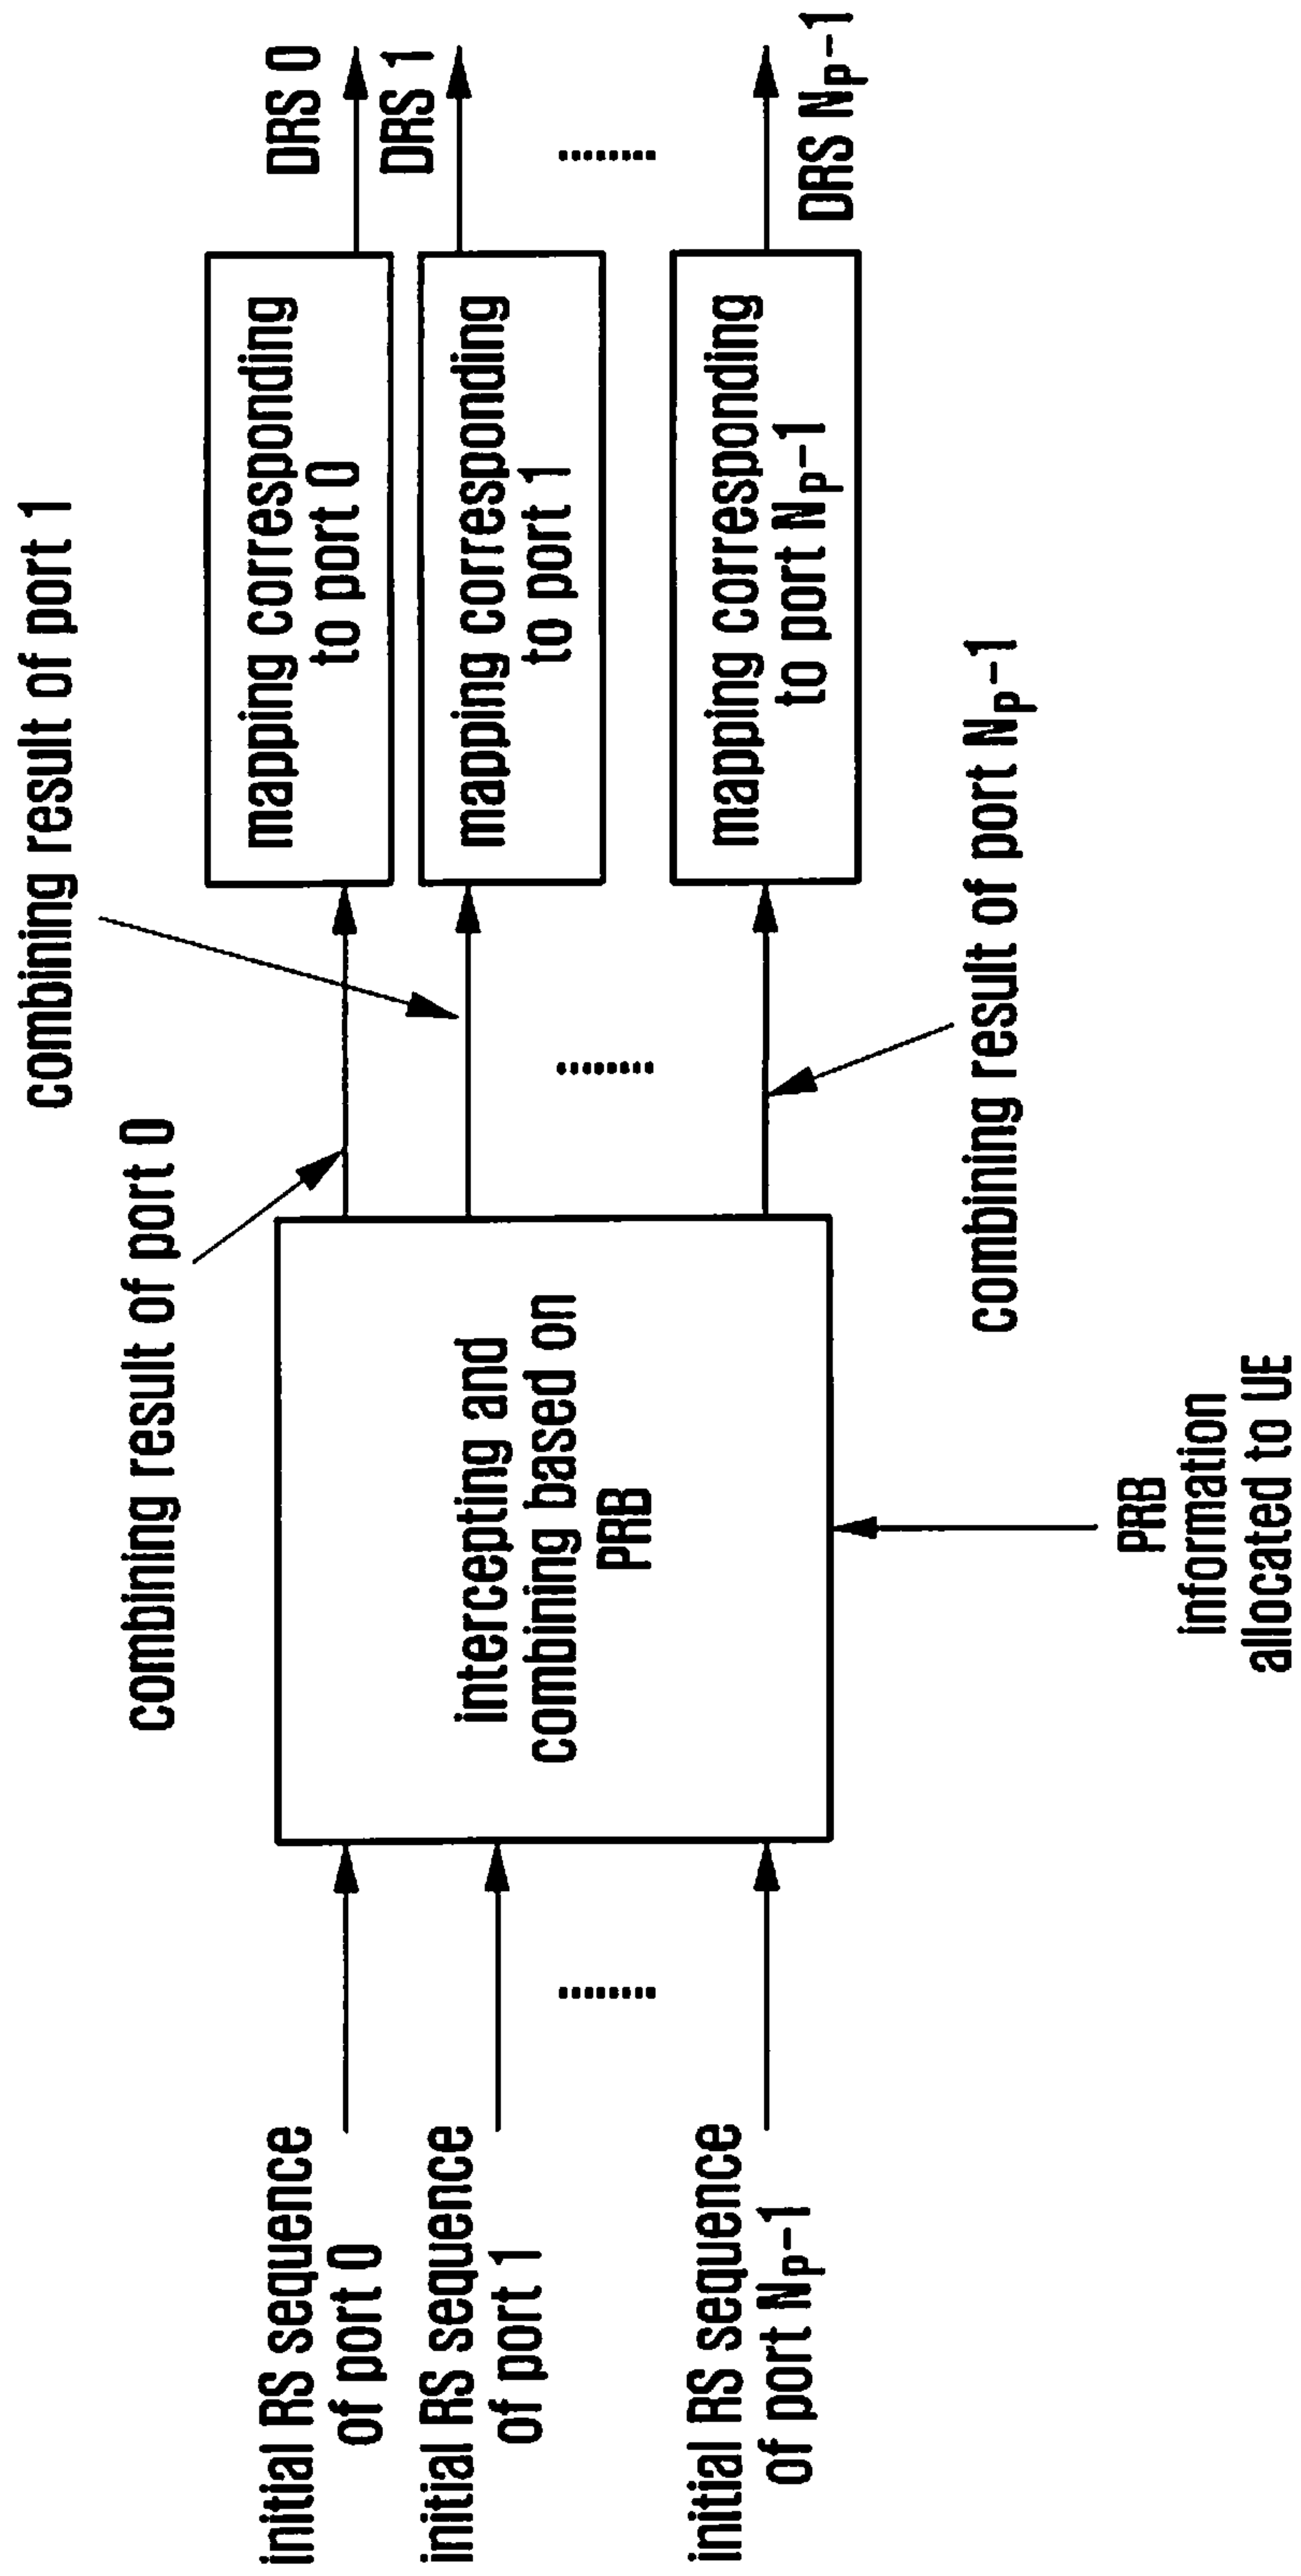 initial RS sequence
of port 0
initial RS sequence
of port 1
........
initial RS sequence
of port NP-1
intercepting and
combining based on
PRB
PRB
information
allocated to UE
combining result of port 0
combining result of port 1
........
combining result of port NP-1
mapping corresponding
to port 0
mapping corresponding
to port 1
mapping corresponding
to port NP-1
DRS 0
DRS 1
........
DRS NP-1